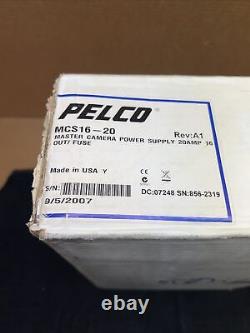 PELCO
MCS16-20 Rev:A1
MASTER CAMERA POWER SUPPLY 20AMP 16
OUT/ FUSE
Made in USA Y
S/N: DC:07248 SN:856-2319
9/5/2007